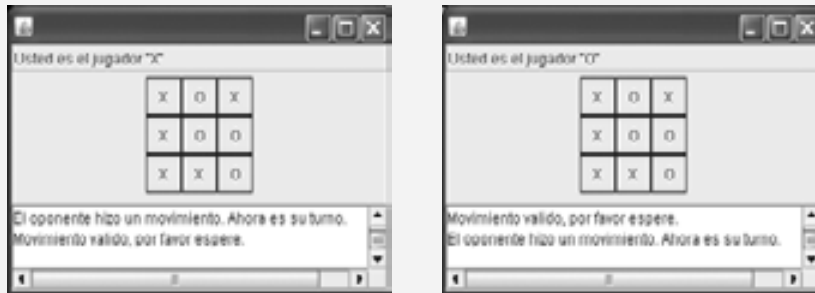 Usted es el jugador "X"
X O X
X O O
X X O
El oponente hizo un movimiento. Ahora es su turno.
Movimiento valido, por favor espere.
Usted es el jugador "O"
X O X
X O O
X X O
Movimiento valido, por favor espere.
El oponente hizo un movimiento. Ahora es su turno.